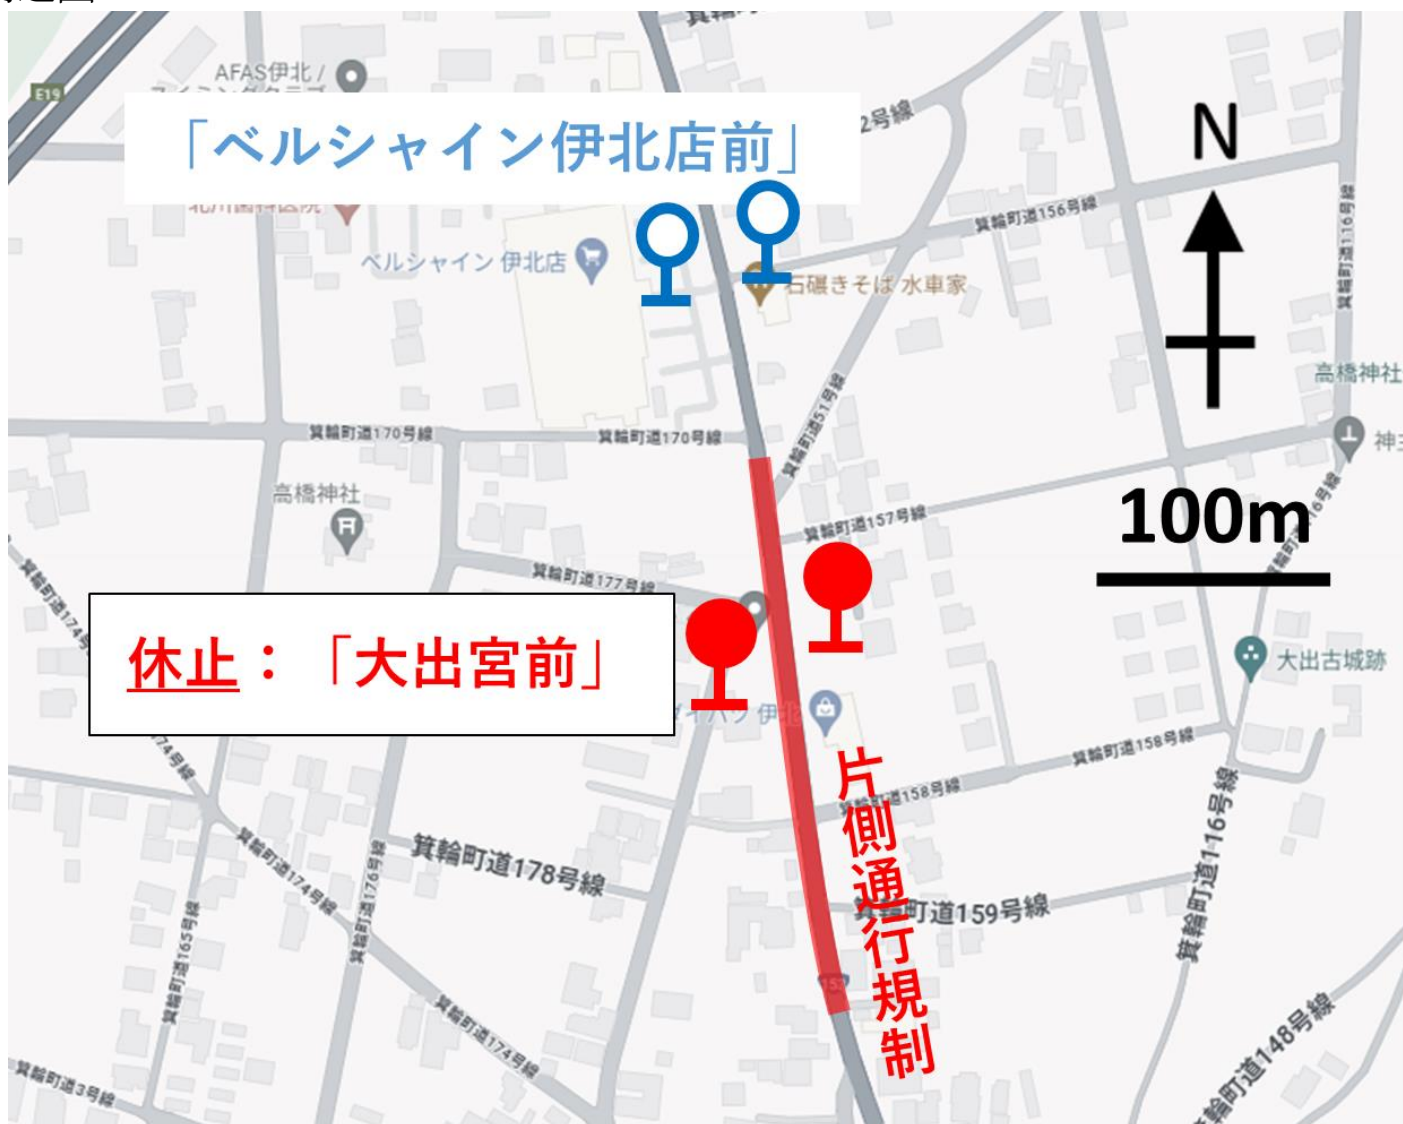 E19
AFAS伊北 /
「ベルシャイン伊北店前」
2号線
N
箕輪町道156号線
箕輪町道116号線
ベルシャイン 伊北店
石碾きそば 水車家
高橋神社
箕輪町道51号線
箕輪町道170号線
箕輪町道170号線
高橋神社
箕輪町道157号線
100m
箕輪町道177号線
箕輪町道174号
休止：「大出宮前」
大出古城跡
箕輪町道158号線
箕輪町道158号線
片側通行規制
箕輪町道116号線
箕輪町道178号線
箕輪町道174号線
箕輪町道176号線
箕輪町道159号線
箕輪町道165号線
153
箕輪町道174号線
箕輪町道148号線
箕輪町道3号線